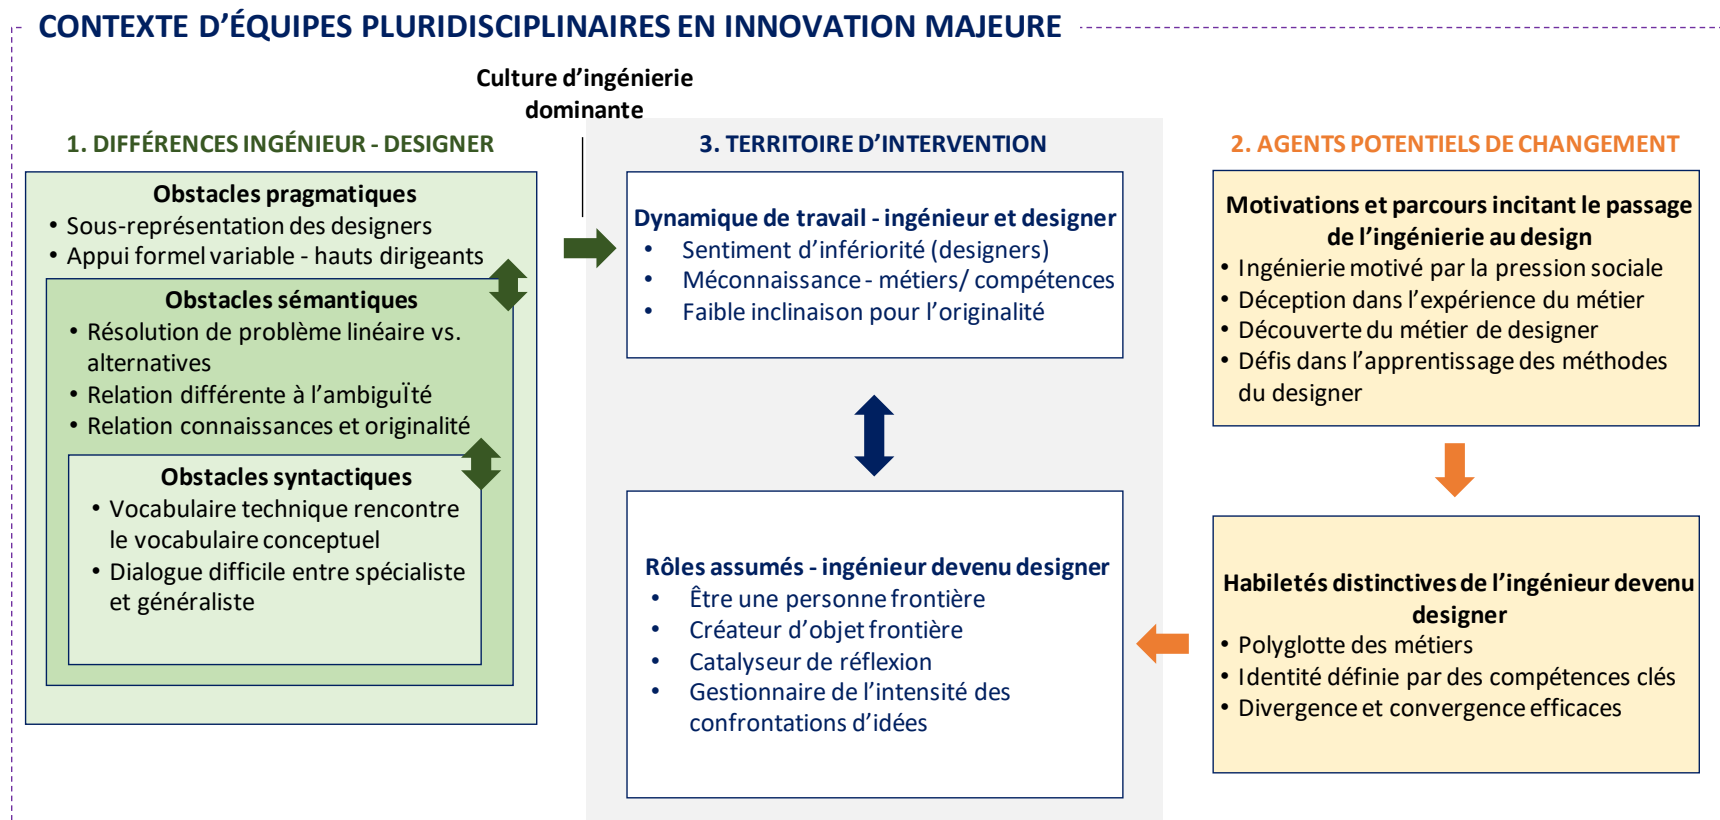 CONTEXTE D’ÉQUIPES PLURIDISCIPLINAIRES EN INNOVATION MAJEURE
Culture d’ingénierie
dominante
1. DIFFÉRENCES INGÉNIEUR - DESIGNER
Obstacles pragmatiques
• Sous-représentation des designers
• Appui formel variable - hauts dirigeants
Obstacles sémantiques
• Résolution de problème linéaire vs.
alternatives
• Relation différente à l’ambiguÏté
• Relation connaissances et originalité
Obstacles syntactiques
• Vocabulaire technique rencontre
le vocabulaire conceptuel
• Dialogue difficile entre spécialiste
et généraliste
3. TERRITOIRE D’INTERVENTION
Dynamique de travail - ingénieur et designer
• Sentiment d’infériorité (designers)
• Méconnaissance - métiers/ compétences
• Faible inclinaison pour l’originalité
Rôles assumés - ingénieur devenu designer
• Être une personne frontière
• Créateur d’objet frontière
• Catalyseur de réflexion
• Gestionnaire de l’intensité des
confrontations d’idées
2. AGENTS POTENTIELS DE CHANGEMENT
Motivations et parcours incitant le passage
de l’ingénierie au design
• Ingénierie motivé par la pression sociale
• Déception dans l’expérience du métier
• Découverte du métier de designer
• Défis dans l’apprentissage des méthodes
du designer
Habiletés distinctives de l’ingénieur devenu
designer
• Polyglotte des métiers
• Identité définie par des compétences clés
• Divergence et convergence efficaces